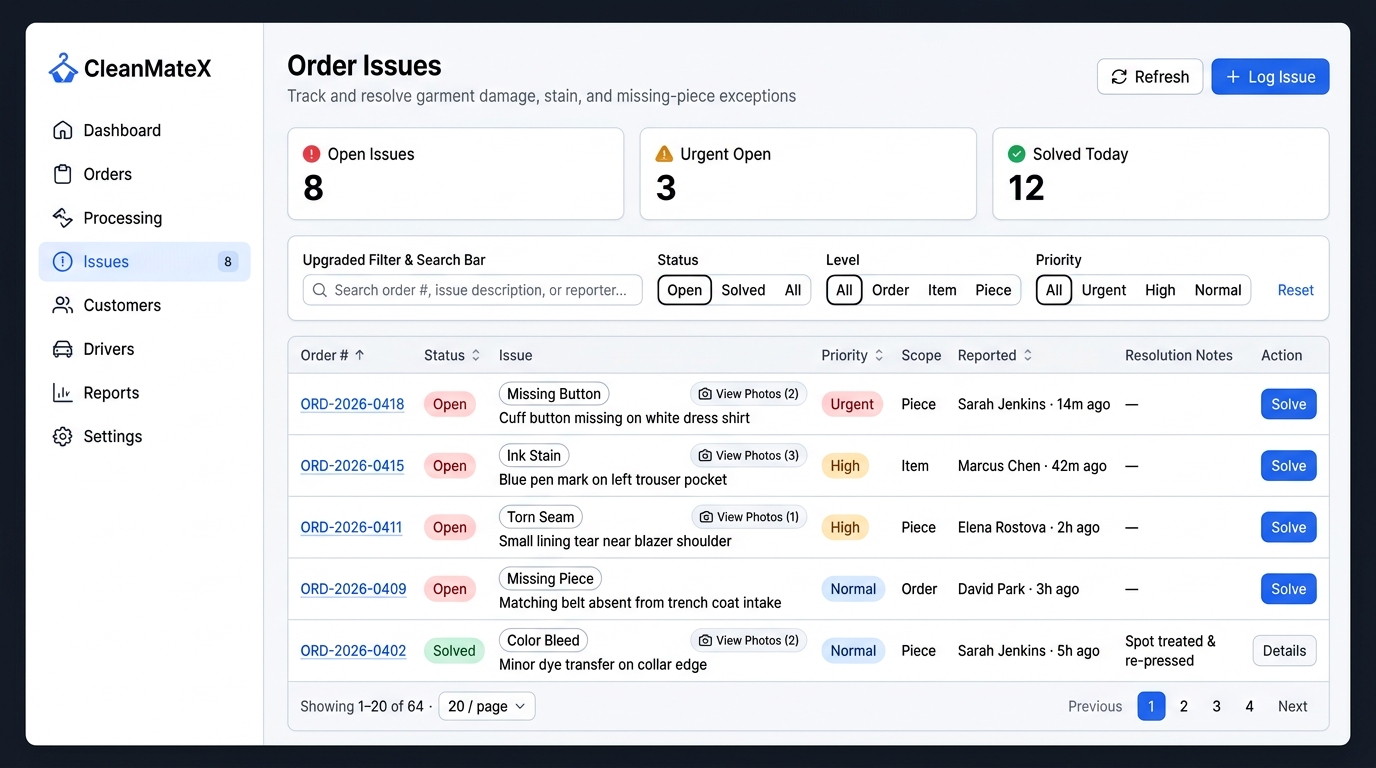 CleanMateX
Dashboard
Orders
Processing
Issues 8
Customers
Drivers
Reports
Settings
Order Issues
Track and resolve garment damage, stain, and missing-piece exceptions
Refresh
+ Log Issue
Open Issues
8
Urgent Open
3
Solved Today
12
Upgraded Filter & Search Bar
Search order #, issue description, or reporter...
Status
Open Solved All
Level
All Order Item Piece
Priority
All Urgent High Normal
Reset
Order # ↑ Status Issue Priority Scope Reported Resolution Notes Action
ORD-2026-0418 Open Missing Button View Photos (2) Urgent Piece Sarah Jenkins · 14m ago — Solve
Cuff button missing on white dress shirt
ORD-2026-0415 Open Ink Stain View Photos (3) High Item Marcus Chen · 42m ago — Solve
Blue pen mark on left trouser pocket
ORD-2026-0411 Open Torn Seam View Photos (1) High Piece Elena Rostova · 2h ago — Solve
Small lining tear near blazer shoulder
ORD-2026-0409 Open Missing Piece Normal Order David Park · 3h ago — Solve
Matching belt absent from trench coat intake
ORD-2026-0402 Solved Color Bleed View Photos (2) Normal Piece Sarah Jenkins · 5h ago Spot treated & Details
Minor dye transfer on collar edge re-pressed
Showing 1–20 of 64 · 20 / page
Previous 1 2 3 4 Next